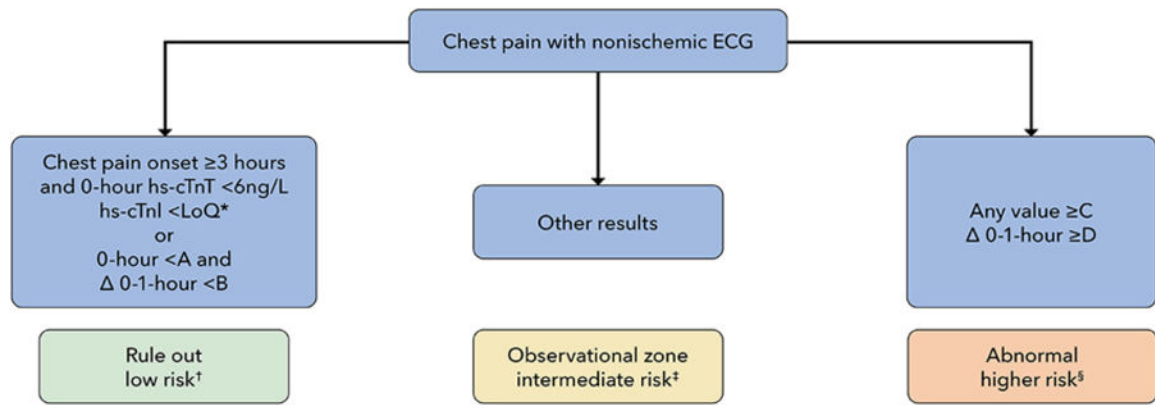 Chest pain with nonischemic ECG
Chest pain onset ≥3 hours
and 0-hour hs-cTnT <6ng/L
hs-cTnl <LoQ*
or
0-hour <A and
Δ 0-1-hour <B
Other results
Any value ≥C
Δ 0-1-hour ≥D
Rule out
low risk†
Observational zone
intermediate risk‡
Abnormal
higher risk§